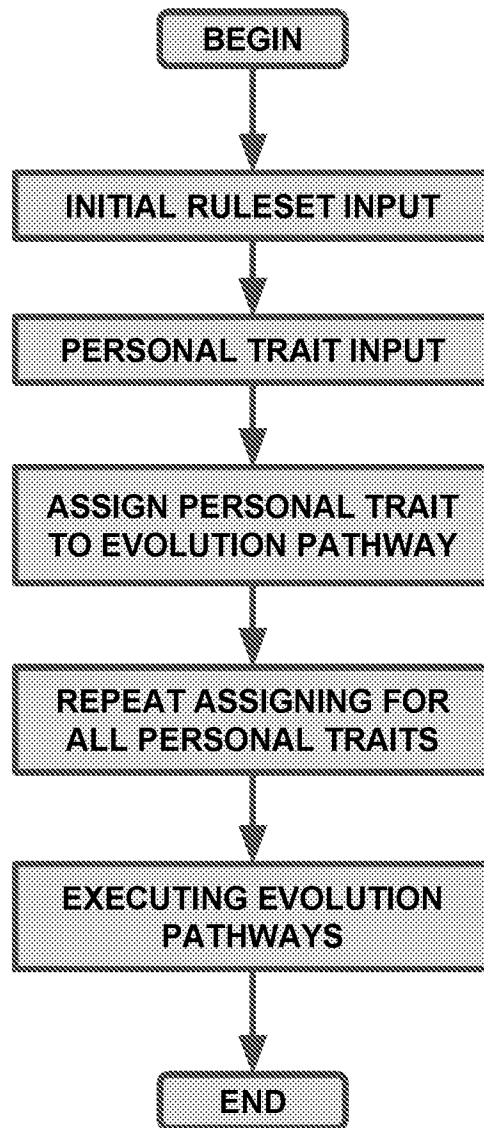 BEGIN
INITIAL RULESET INPUT
PERSONAL TRAIT INPUT
ASSIGN PERSONAL TRAIT
TO EVOLUTION PATHWAY
REPEAT ASSIGNING FOR
ALL PERSONAL TRAITS
EXECUTING EVOLUTION
PATHWAYS
END